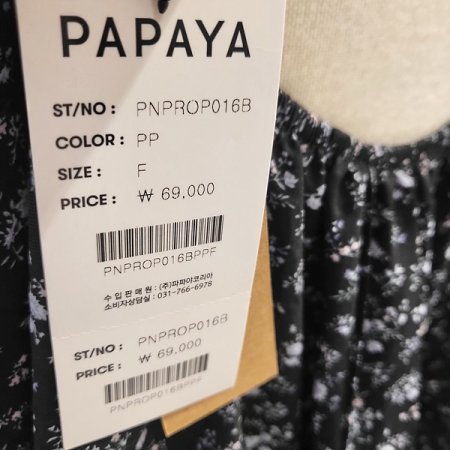 PAPAYA
ST/NO : PNPROP016B
COLOR : PP
SIZE : F
PRICE : ₩ 69,000
PNPROP016BPPF
수 입 판 매 원 : (주)파파야코리아
소비자상담실 : 031-766-6978
ST/NO : PNPROP016B
PRICE : ₩ 69,000
PNPROP016BPPF